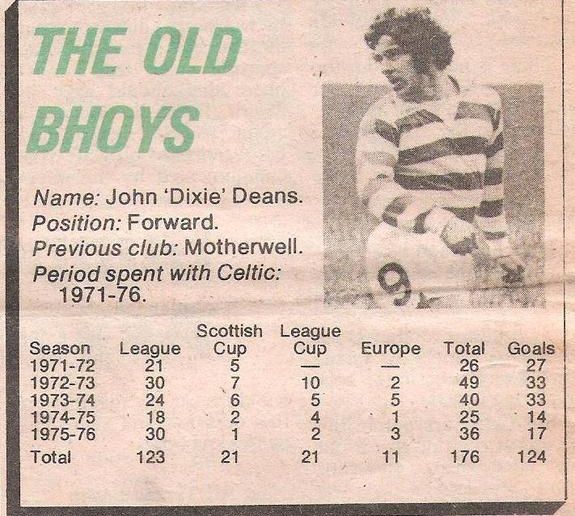 THE OLD
BHOYS
Name: John 'Dixie' Deans.
Position: Forward.
Previous club: Motherwell.
Period spent with Celtic:
1971-76.
Scottish League
Season League Cup Cup Europe Total Goals
1971-72 21 5 — — 26 27
1972-73 30 7 10 2 49 33
1973-74 24 6 5 5 40 33
1974-75 18 2 4 1 25 14
1975-76 30 1 2 3 36 17
Total 123 21 21 11 176 124
9